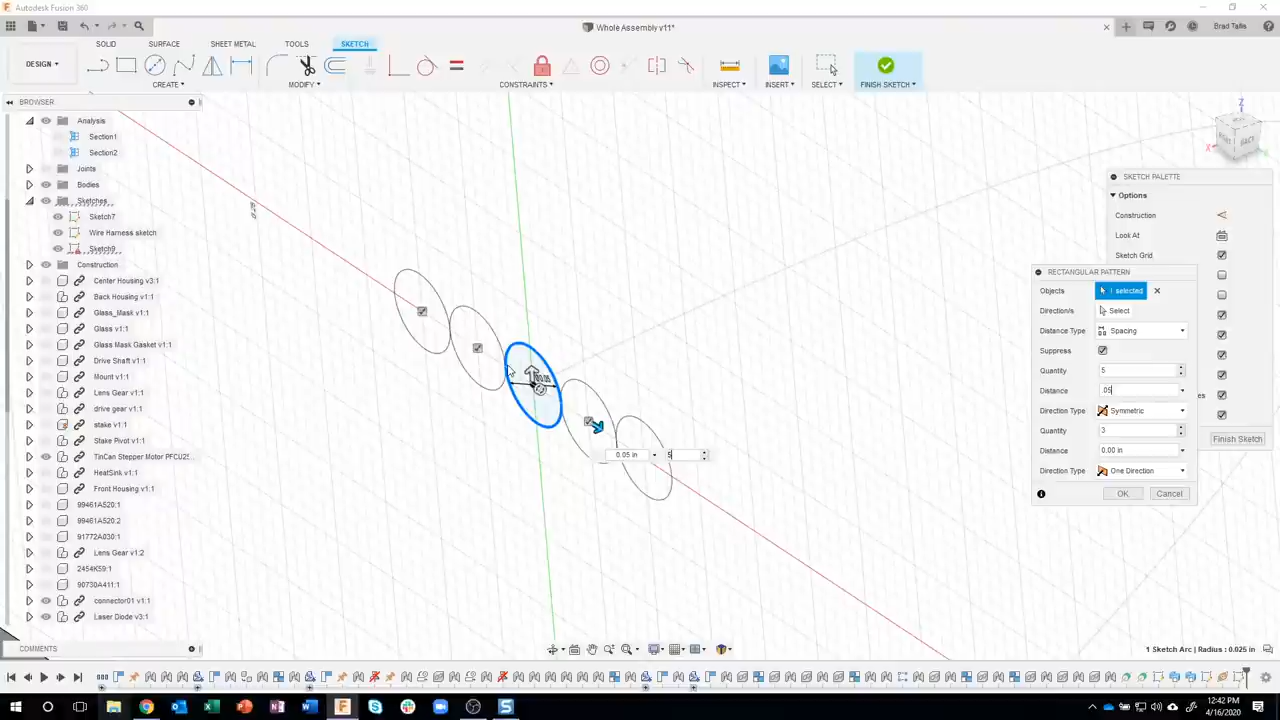 Autodesk Fusion 360
Whole Assembly v11*
Brad Tallis
DESIGN
SOLID
SURFACE
SHEET METAL
TOOLS
SKETCH
CREATE
MODIFY
CONSTRAINTS
INSPECT
INSERT
SELECT
FINISH SKETCH
BROWSER
Analysis
Section1
Section2
Joints
Bodies
Sketches
Sketch7
Wire Harness sketch
Sketch9
Construction
Center Housing v3:1
Back Housing v1:1
Glass_Mask v1:1
Glass v1:1
Glass Mask Gasket v1:1
Drive Shaft v1:1
Mount v1:1
Lens Gear v1:1
drive gear v1:1
stake v1:1
Stake Pivot v1:1
TinCan Stepper Motor PFCU25...
HeatSink v1:1
Front Housing v1:1
99461A520:1
99461A520:2
91772A030:1
Lens Gear v1:2
2454K59:1
90730A411:1
connector01 v1:1
Laser Diode v3:1
COMMENTS
0.05 in
5
Z
X
BACK
SKETCH PALETTE
Options
Construction
Look At
Sketch Grid
RECTANGULAR PATTERN
Objects
1 selected
Direction/s
Select
Distance Type
Spacing
Suppress
Quantity
5
Distance
.05
Direction Type
Symmetric
Quantity
3
Distance
0.00 in
Direction Type
One Direction
OK
Cancel
Finish Sketch
1 Sketch Arc | Radius : 0.025 in
12:42 PM
4/16/2020